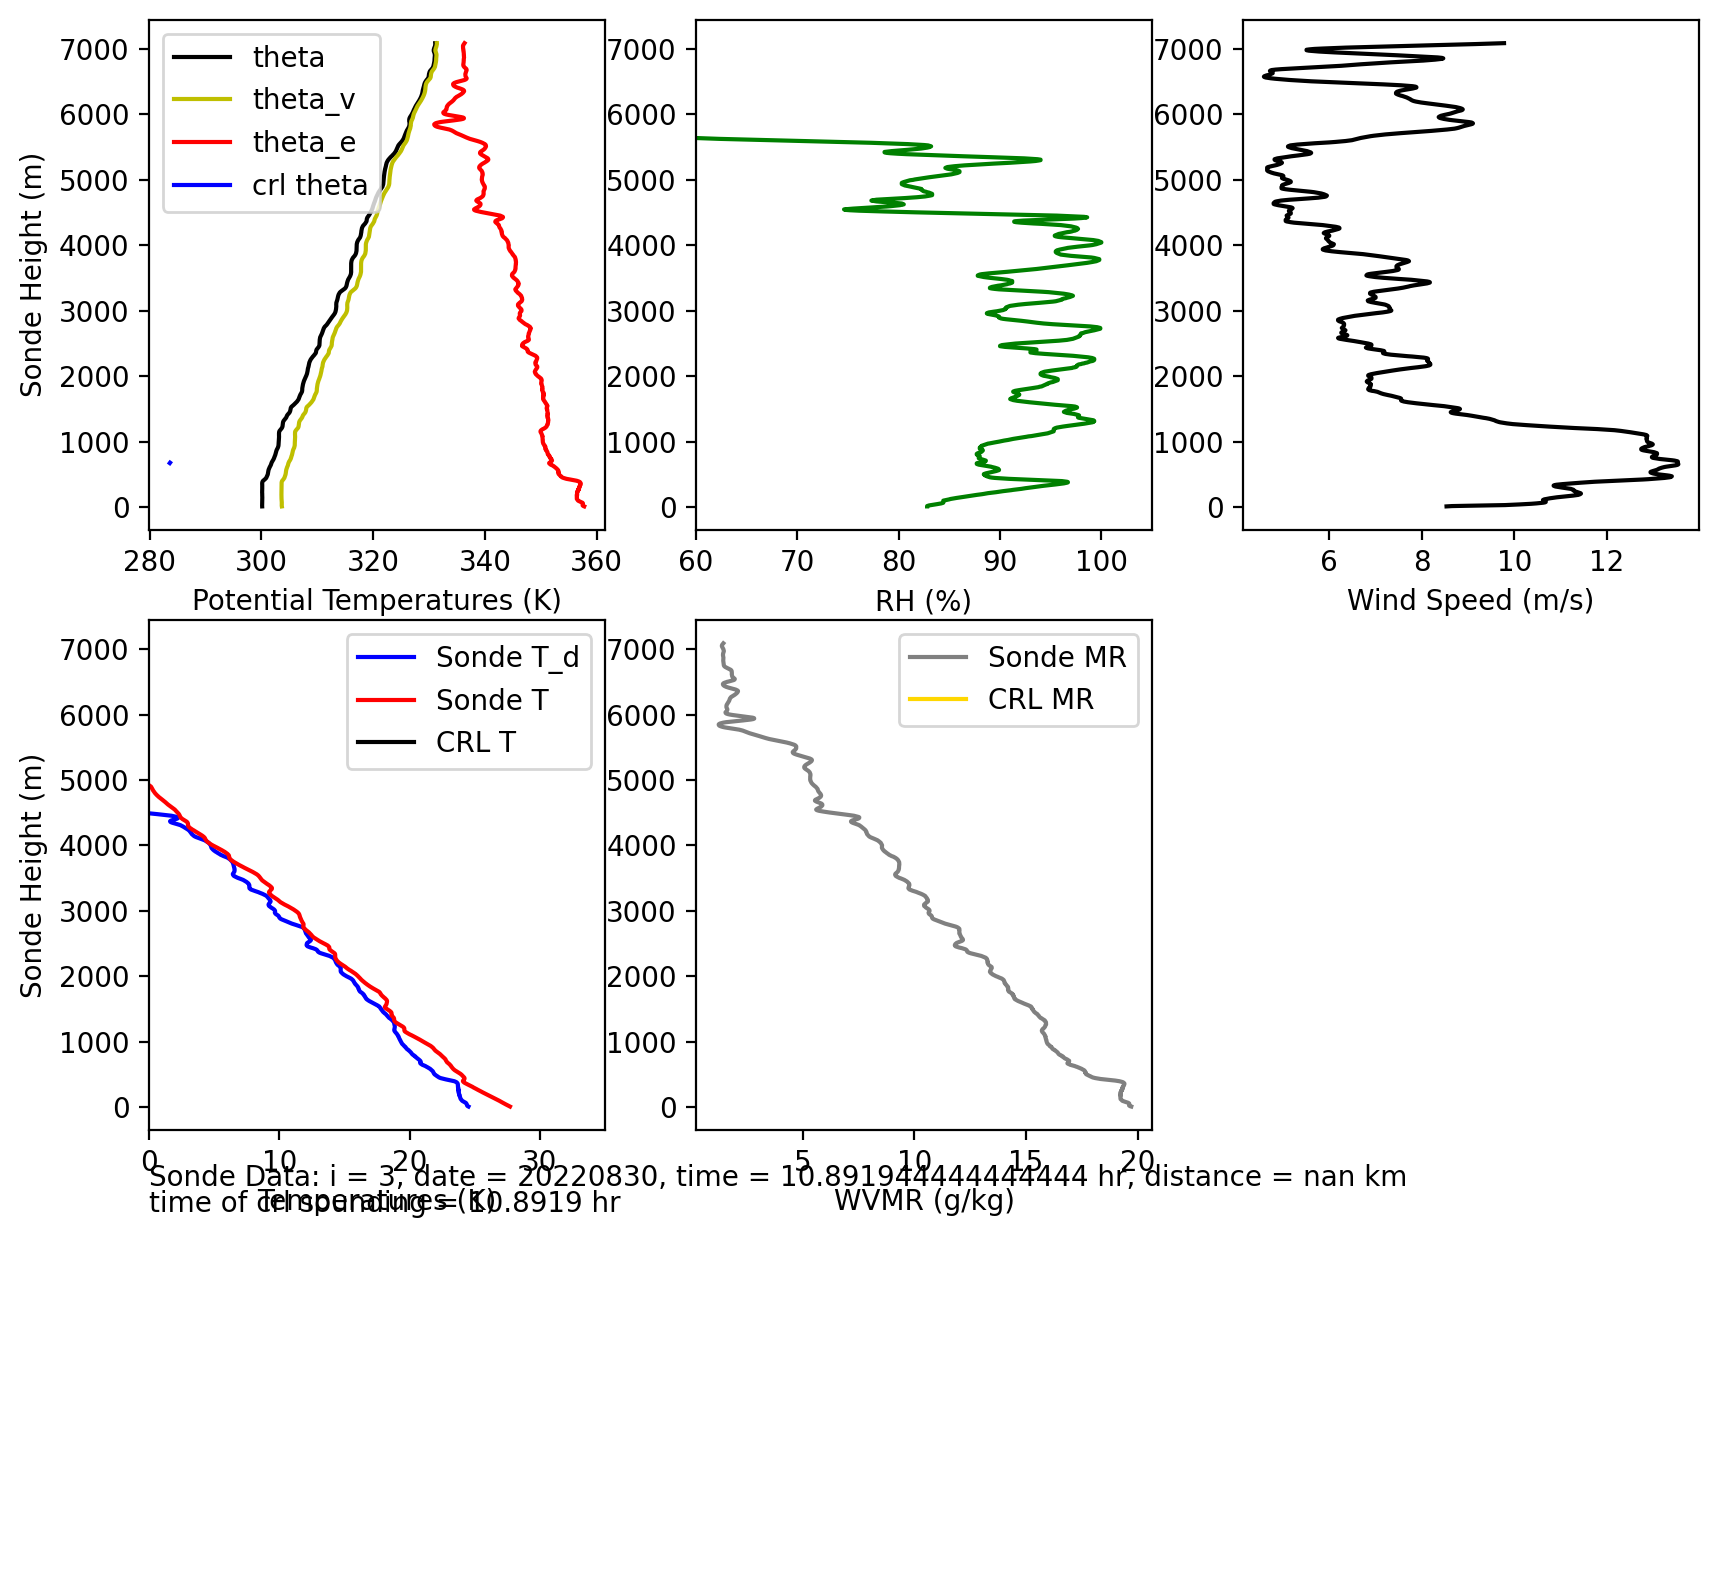 7000
6000
5000
4000
3000
2000
1000
0
Sonde Height (m)
theta
theta_v
theta_e
crl theta
280 300 320 340 360
Potential Temperatures (K)
7000
6000
5000
4000
3000
2000
1000
0
60 70 80 90 100
RH (%)
7000
6000
5000
4000
3000
2000
1000
0
6 8 10 12
Wind Speed (m/s)
7000
6000
5000
4000
3000
2000
1000
0
Sonde Height (m)
Sonde T_d
Sonde T
CRL T
0 10 20 30
Temperatures (K)
7000
6000
5000
4000
3000
2000
1000
0
Sonde MR
CRL MR
5 10 15 20
WVMR (g/kg)
Sonde Data: i = 3, date = 20220830, time = 10.891944444444444 hr, distance = nan km
time of crl sounding = 10.8919 hr